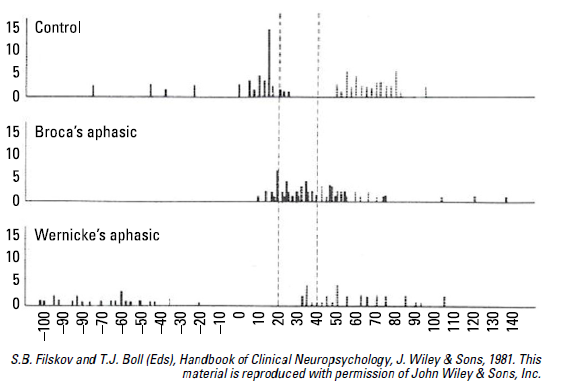 Control
15
10
5
0
Broca's aphasic
15
10
5
0
Wernicke's aphasic
15
10
5
0
-100 -90 -80 -70 -60 -50 -40 -30 -20 -10 0 10 20 30 40 50 60 70 80 90 100 110 120 130 140
S.B. Filskov and T.J. Boll (Eds), Handbook of Clinical Neuropsychology, J. Wiley & Sons, 1981. This
material is reproduced with permission of John Wiley & Sons, Inc.